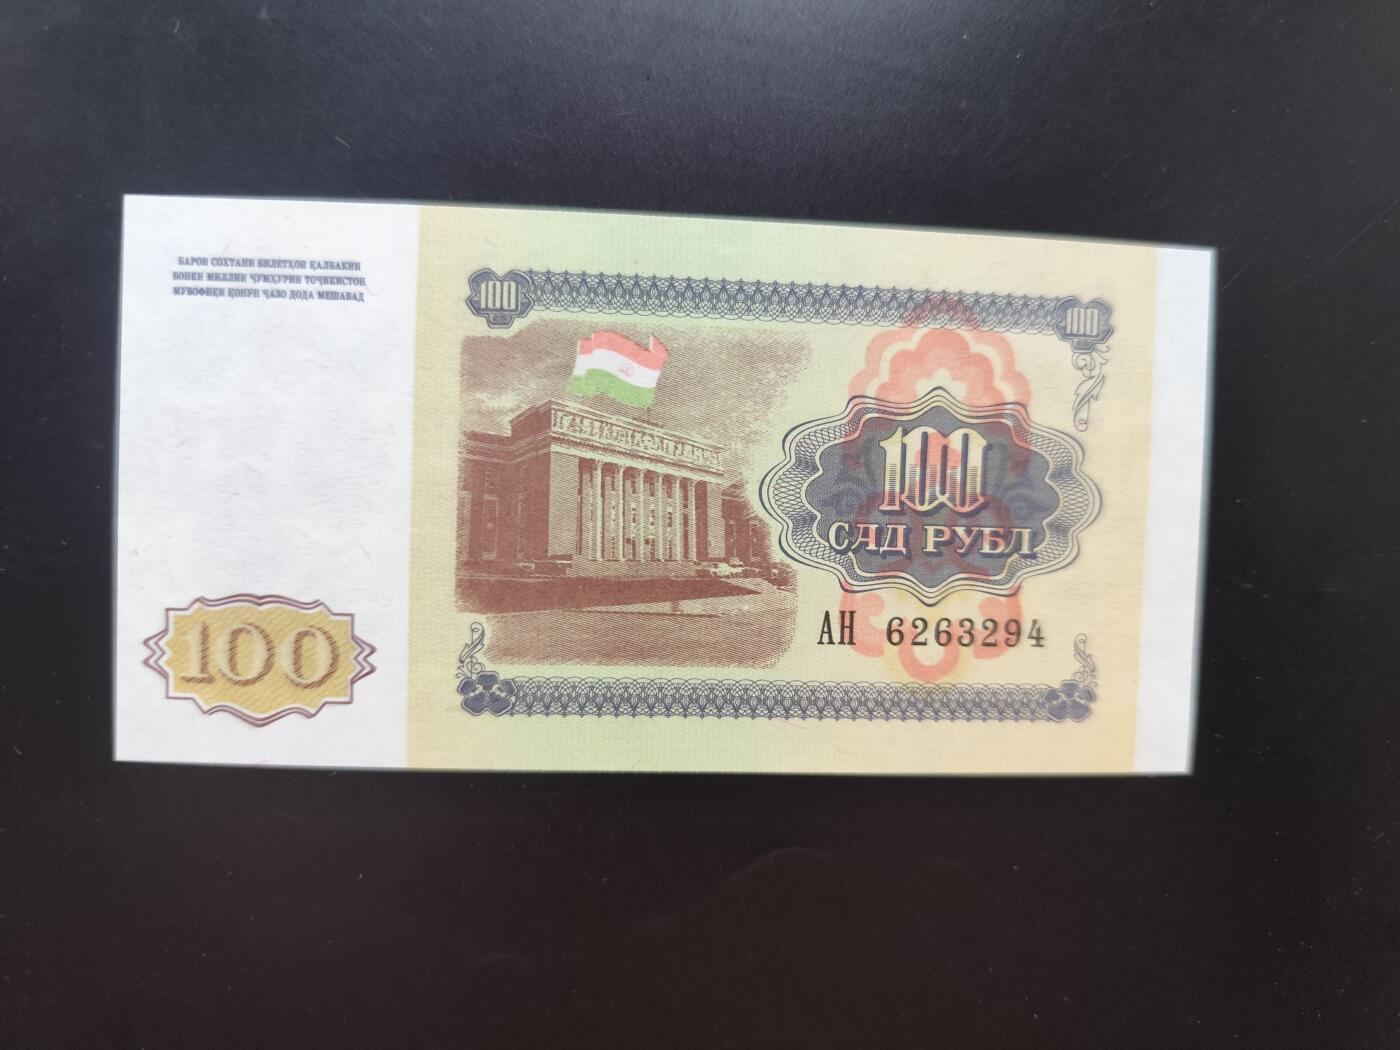 БАРОИ СОХТАНИ БИЛЕТҲОИ ҚАЛБАКИИ
БОНКИ МИЛЛИИ ҶУМҲУРИИ ТОҶИКИСТОН
МУВОФИҚИ ҚОНУН ҶАЗО ДОДА МЕШАВАД
100
100
100
САД РУБЛ
АН 6263294
100